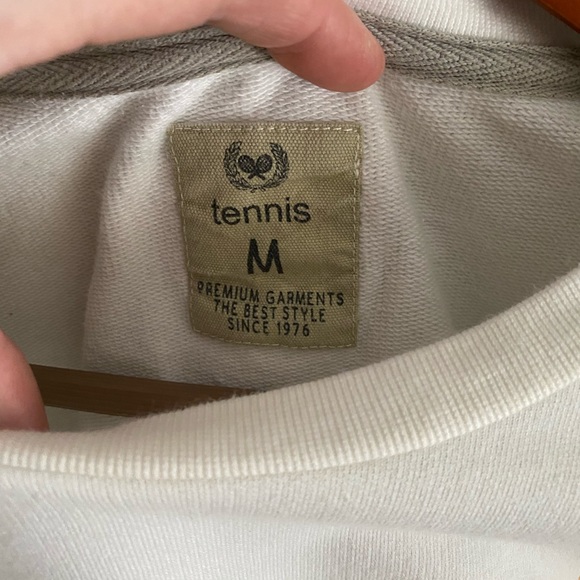 tennis
M
PREMIUM GARMENTS
THE BEST STYLE
SINCE 1976